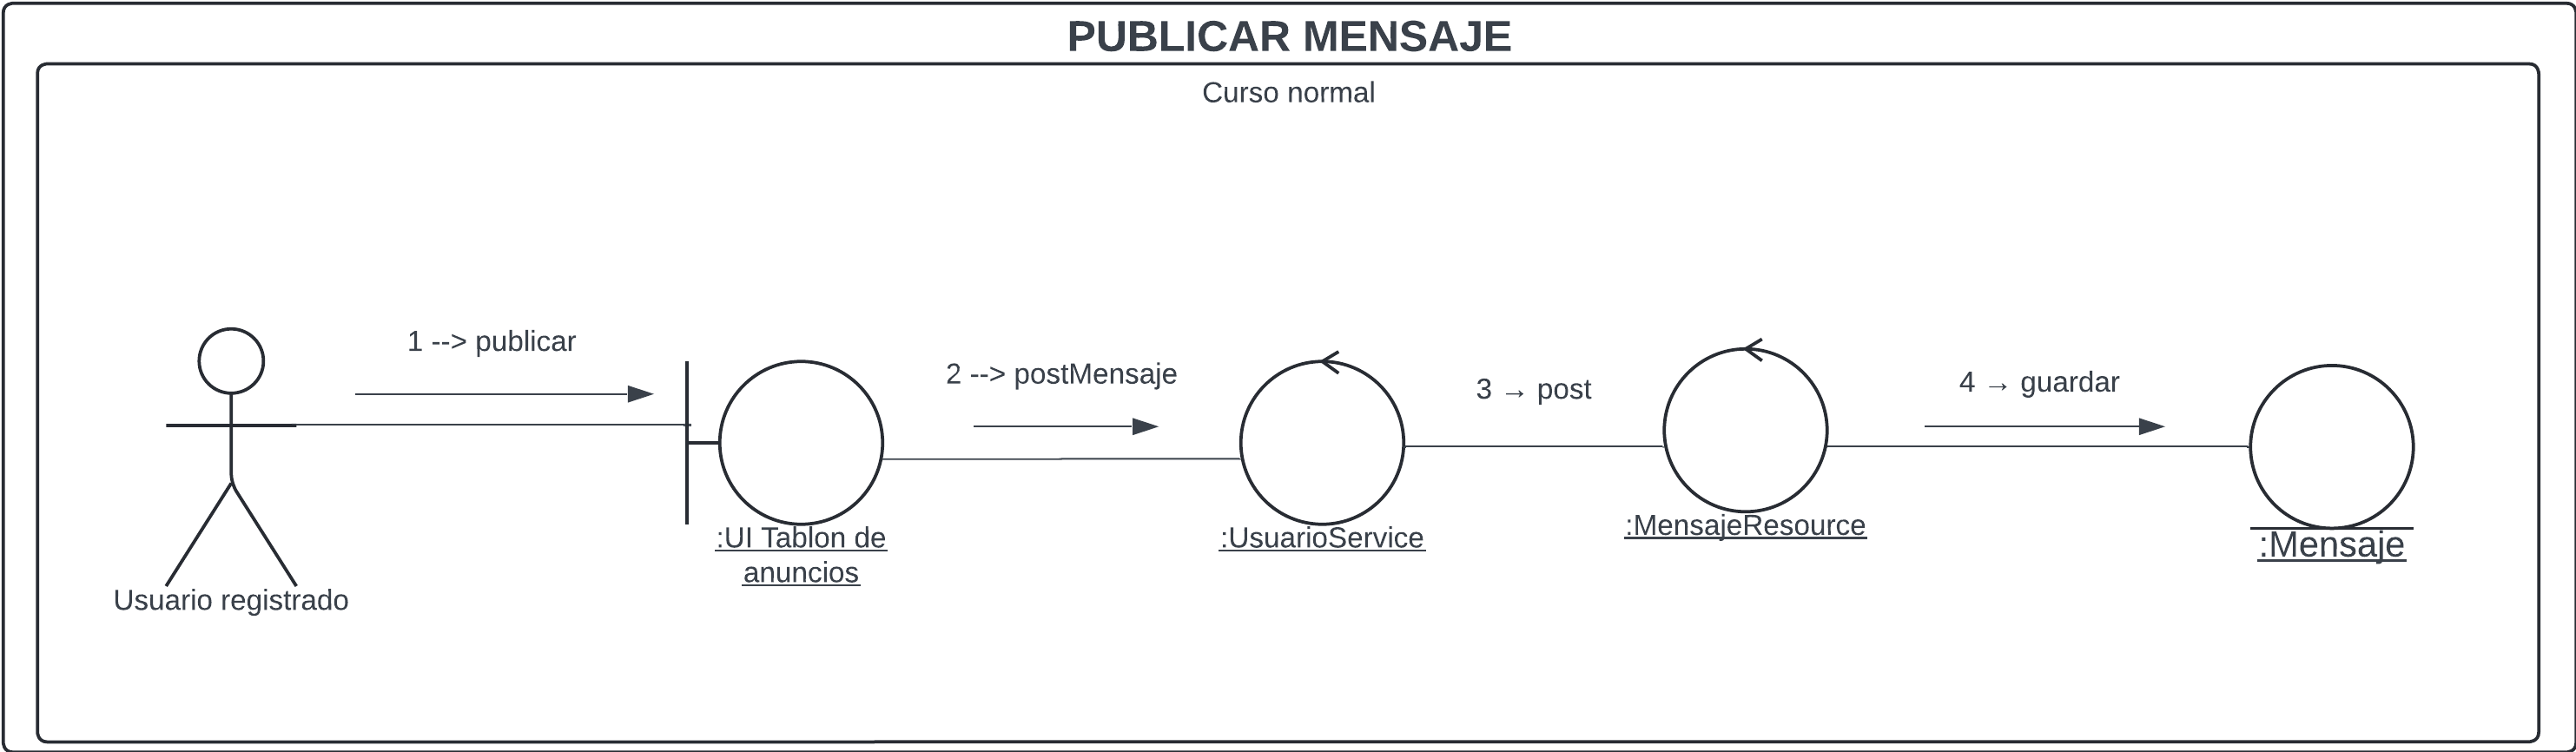 PUBLICAR MENSAJE
Curso normal
1 --> publicar
2 --> postMensaje
3 → post
4 → guardar
:UI Tablon de
anuncios
:UsuarioService
:MensajeResource
:Mensaje
Usuario registrado